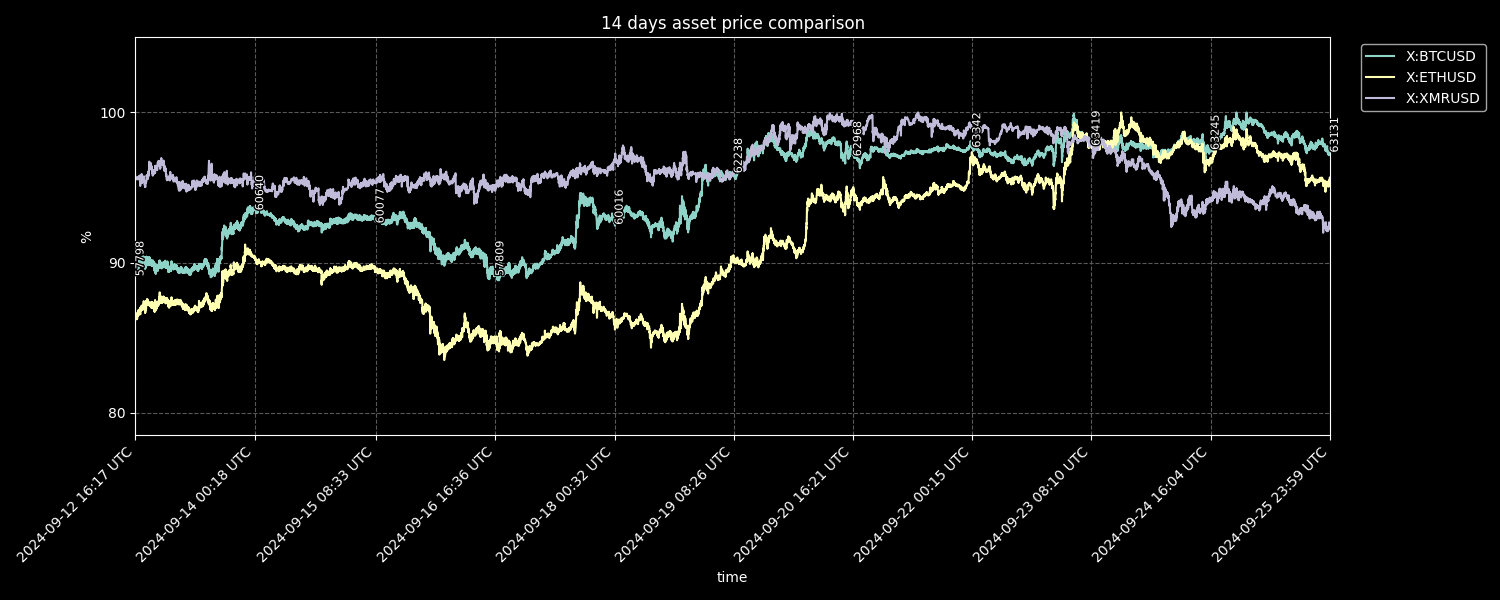 14 days asset price comparison
X:BTCUSD
X:ETHUSD
X:XMRUSD
100
90
80
%
57798
60640
60077
57809
60016
62238
62968
63342
63419
63245
63131
2024-09-12 16:17 UTC
2024-09-14 00:18 UTC
2024-09-15 08:33 UTC
2024-09-16 16:36 UTC
2024-09-18 00:32 UTC
2024-09-19 08:26 UTC
2024-09-20 16:21 UTC
2024-09-22 00:15 UTC
2024-09-23 08:10 UTC
2024-09-24 16:04 UTC
2024-09-25 23:59 UTC
time